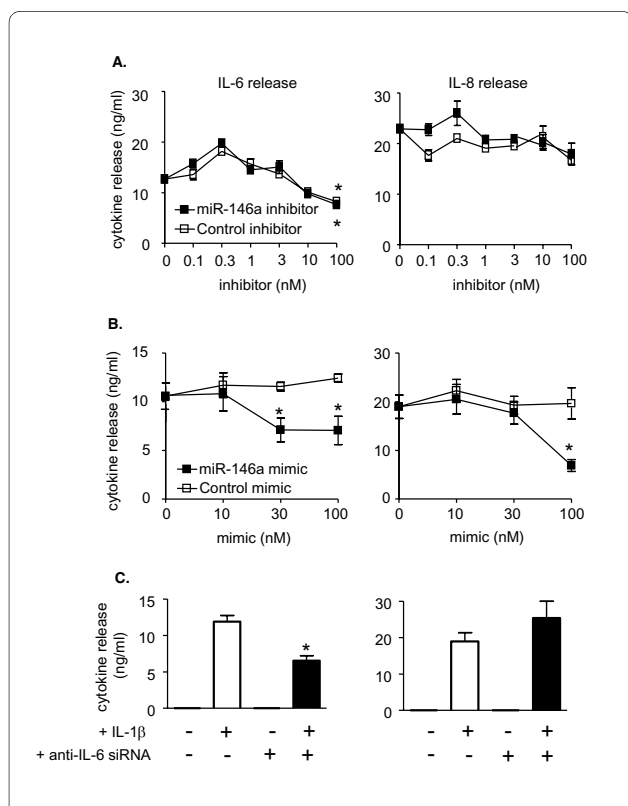 A.
IL-6 release
IL-8 release
cytokine release (ng/ml)
30
20
10
0
*
*
miR-146a inhibitor
Control inhibitor
0 0.1 0.3 1 3 10 100
inhibitor (nM)
30
20
10
0
0 0.1 0.3 1 3 10 100
inhibitor (nM)
B.
cytokine release (ng/ml)
15
10
5
0
* *
miR-146a mimic
Control mimic
0 10 30 100
mimic (nM)
30
20
10
0
*
0 10 30 100
mimic (nM)
C.
cytokine release
(ng/ml)
15
10
5
0
*
30
20
10
0
+ IL-1β - + - + - + - +
+ anti-IL-6 siRNA - - + + - - + +